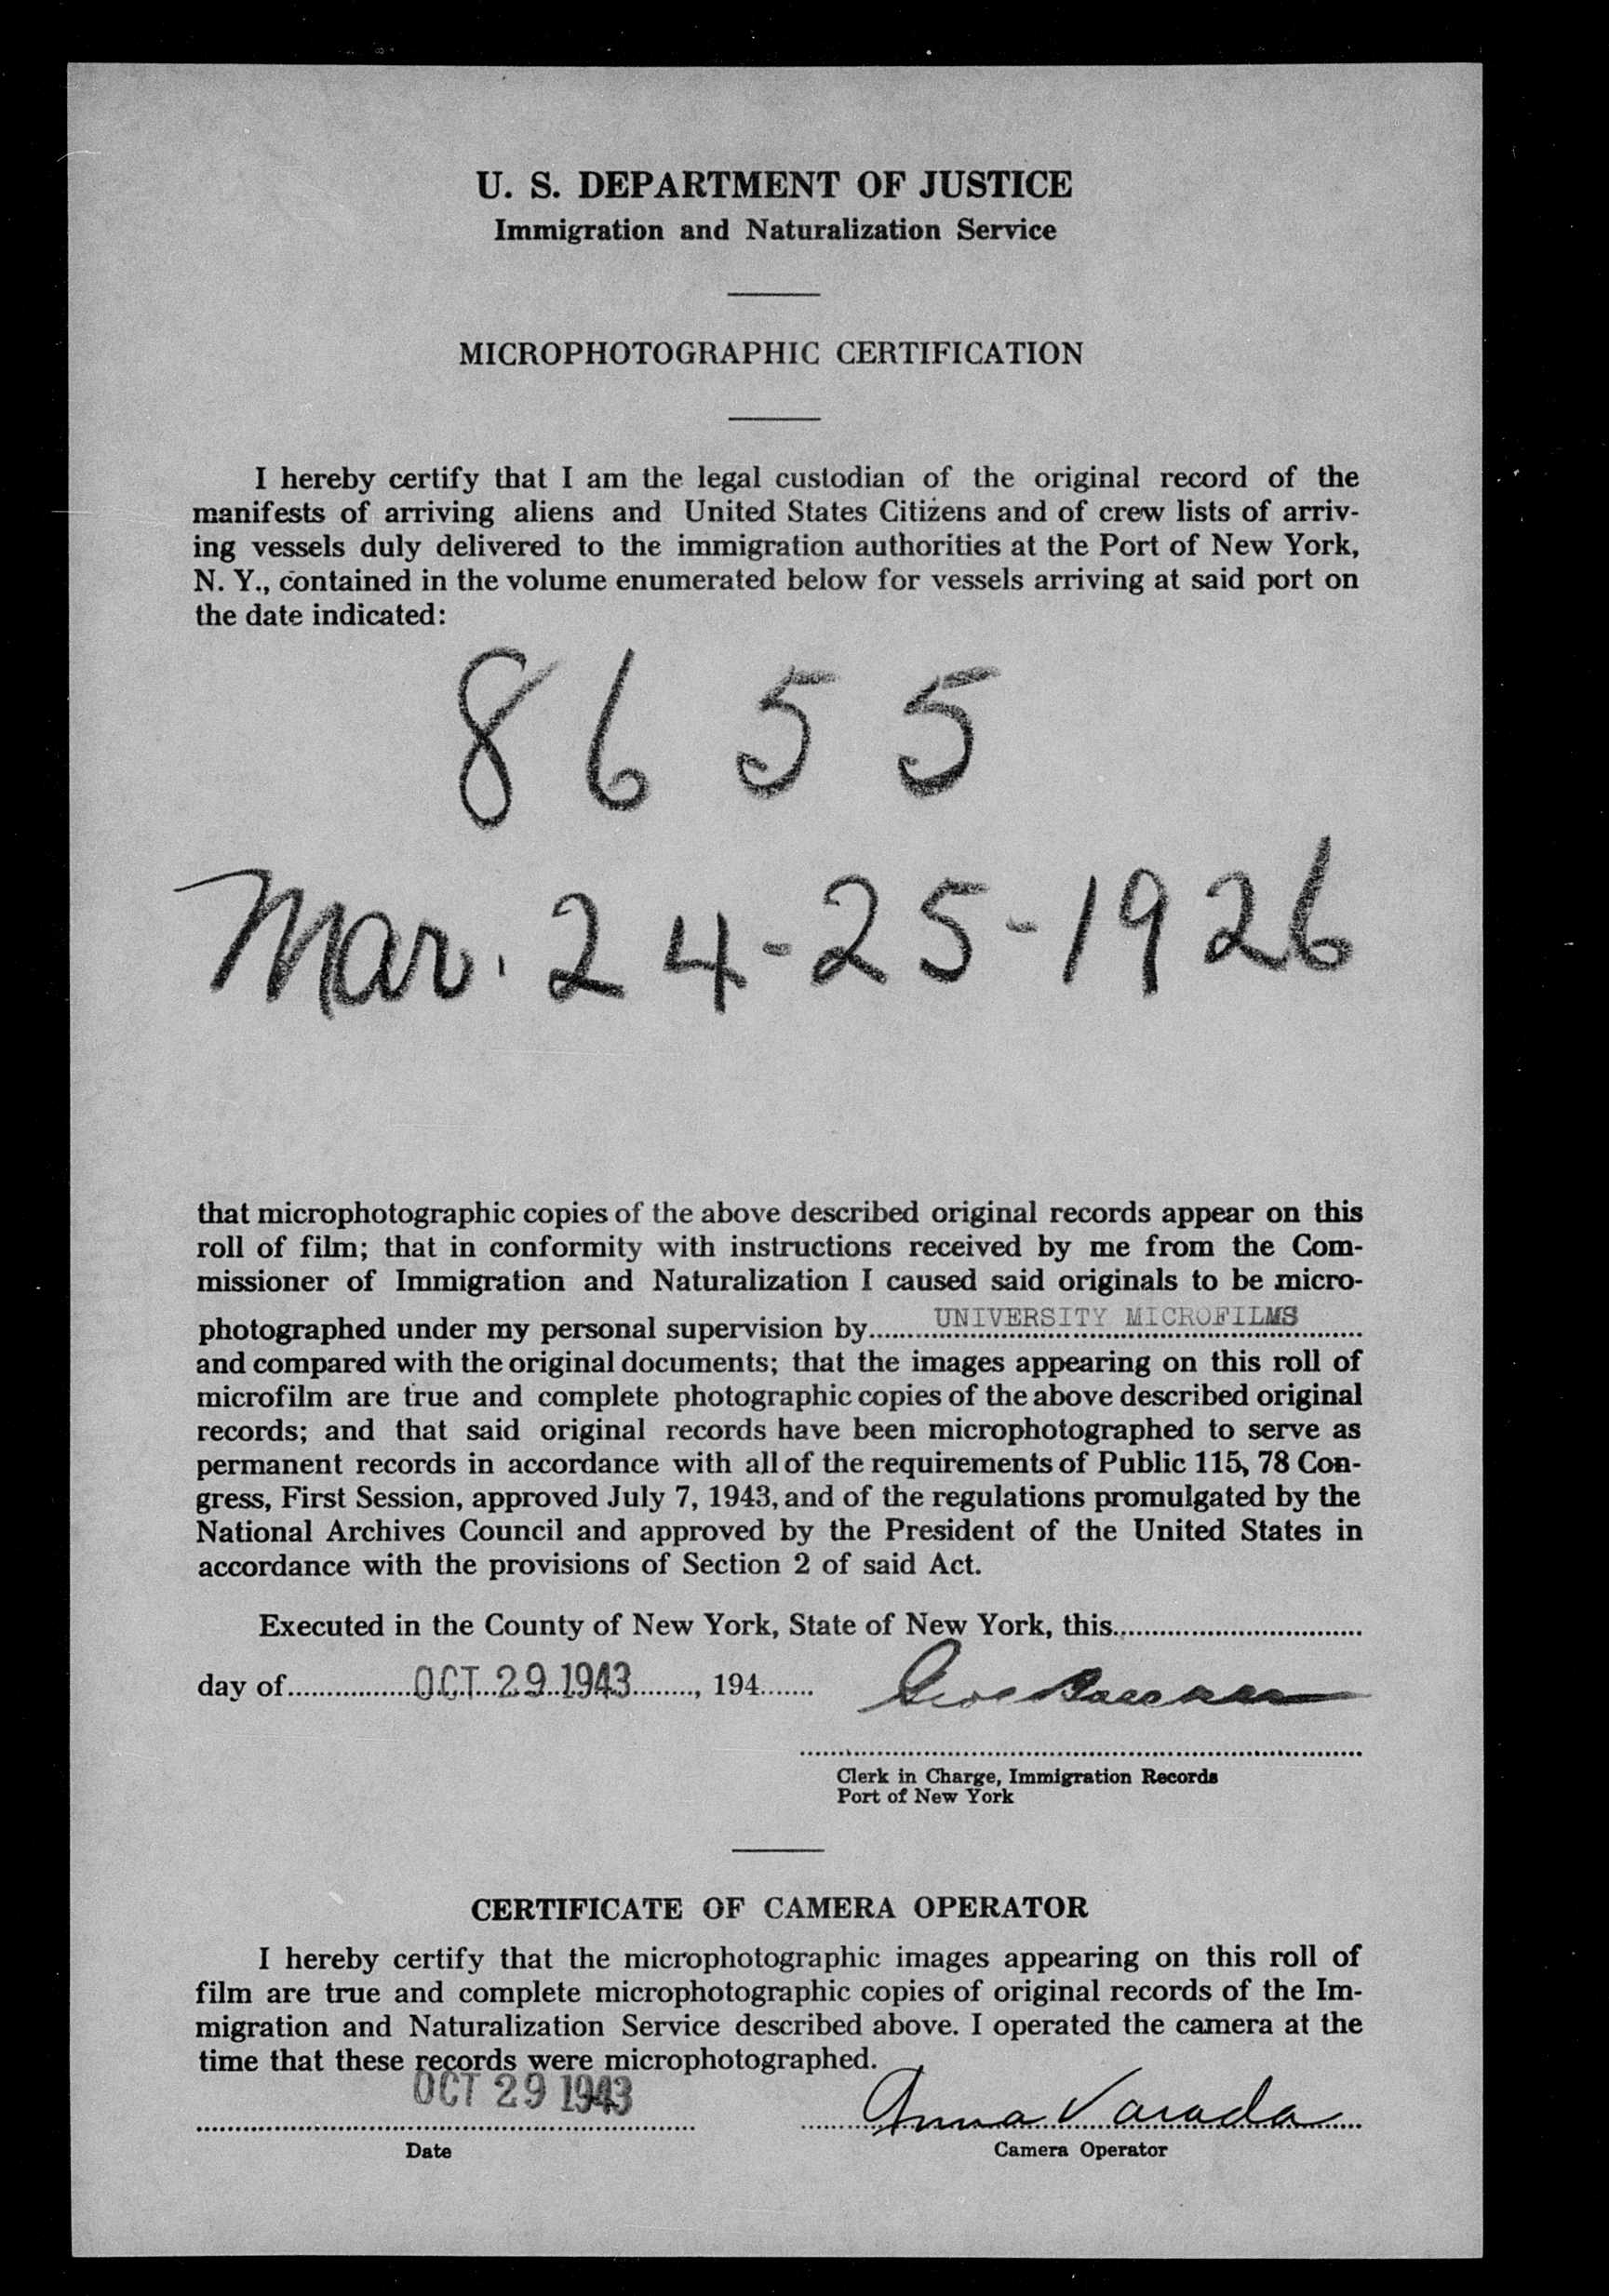 U. S. DEPARTMENT OF JUSTICE
Immigration and Naturalization Service
MICROPHOTOGRAPHIC CERTIFICATION
I hereby certify that I am the legal custodian of the original record of the
manifests of arriving aliens and United States Citizens and of crew lists of arriv-
ing vessels duly delivered to the immigration authorities at the Port of New York,
N. Y., contained in the volume enumerated below for vessels arriving at said port on
the date indicated:
8655
Mar. 24-25-1926
that microphotographic copies of the above described original records appear on this
roll of film; that in conformity with instructions received by me from the Com-
missioner of Immigration and Naturalization I caused said originals to be micro-
photographed under my personal supervision by UNIVERSITY MICROFILMS
and compared with the original documents; that the images appearing on this roll of
microfilm are true and complete photographic copies of the above described original
records; and that said original records have been microphotographed to serve as
permanent records in accordance with all of the requirements of Public 115, 78 Con-
gress, First Session, approved July 7, 1943, and of the regulations promulgated by the
National Archives Council and approved by the President of the United States in
accordance with the provisions of Section 2 of said Act.
Executed in the County of New York, State of New York, this
day of OCT 29 1943, 194
Clerk in Charge, Immigration Records
Port of New York
CERTIFICATE OF CAMERA OPERATOR
I hereby certify that the microphotographic images appearing on this roll of
film are true and complete microphotographic copies of original records of the Im-
migration and Naturalization Service described above. I operated the camera at the
time that these records were microphotographed.
OCT 29 1943 Anna Varada
Date Camera Operator